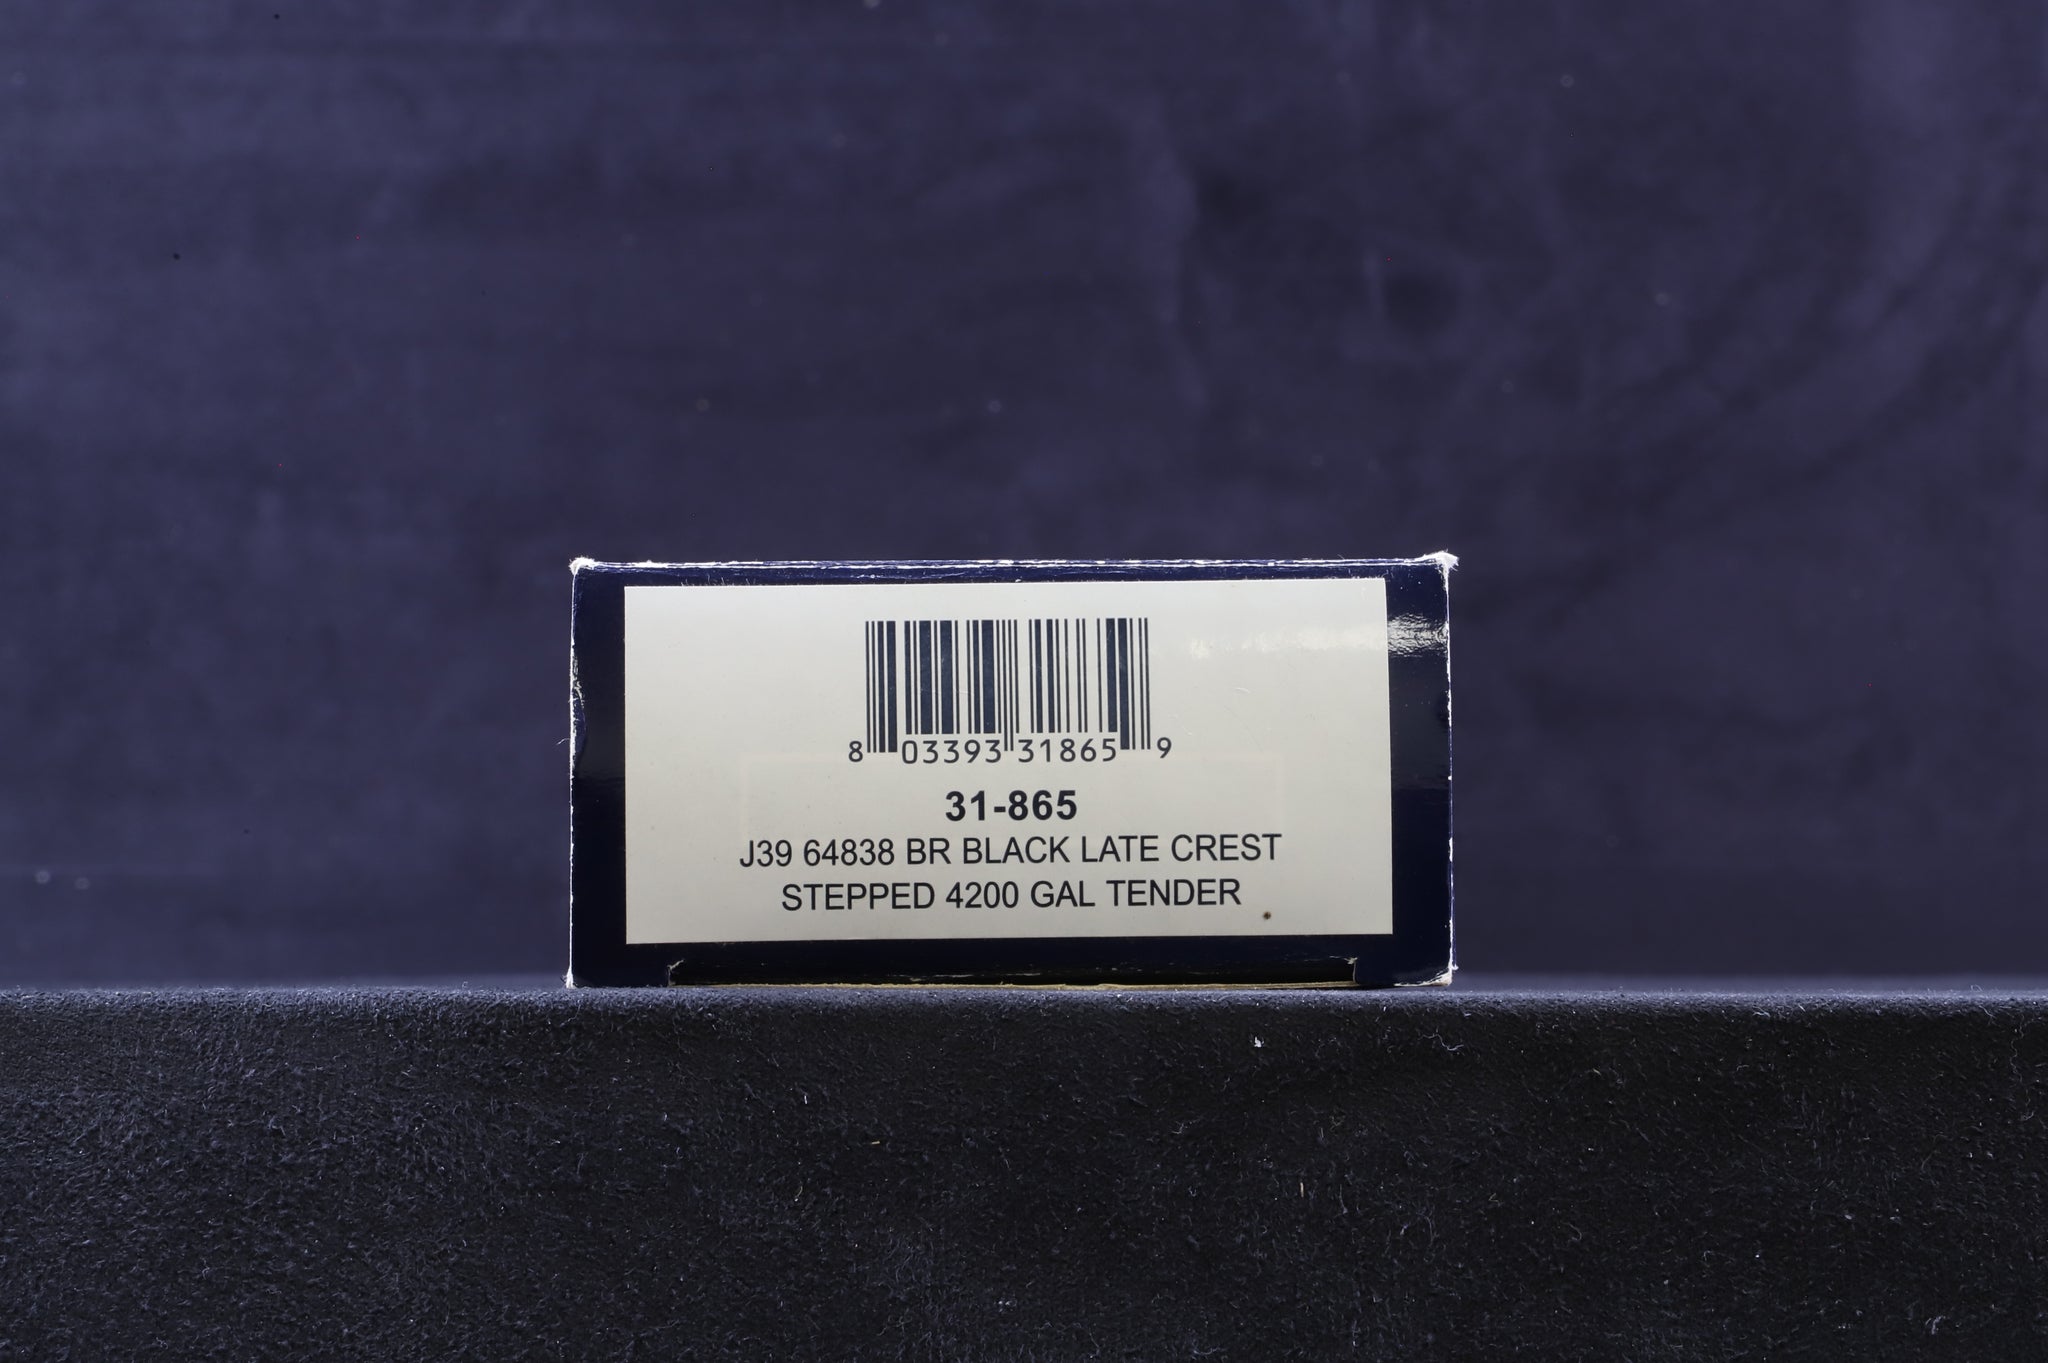 8 03393 31865 9
31-865
J39 64838 BR BLACK LATE CREST
STEPPED 4200 GAL TENDER